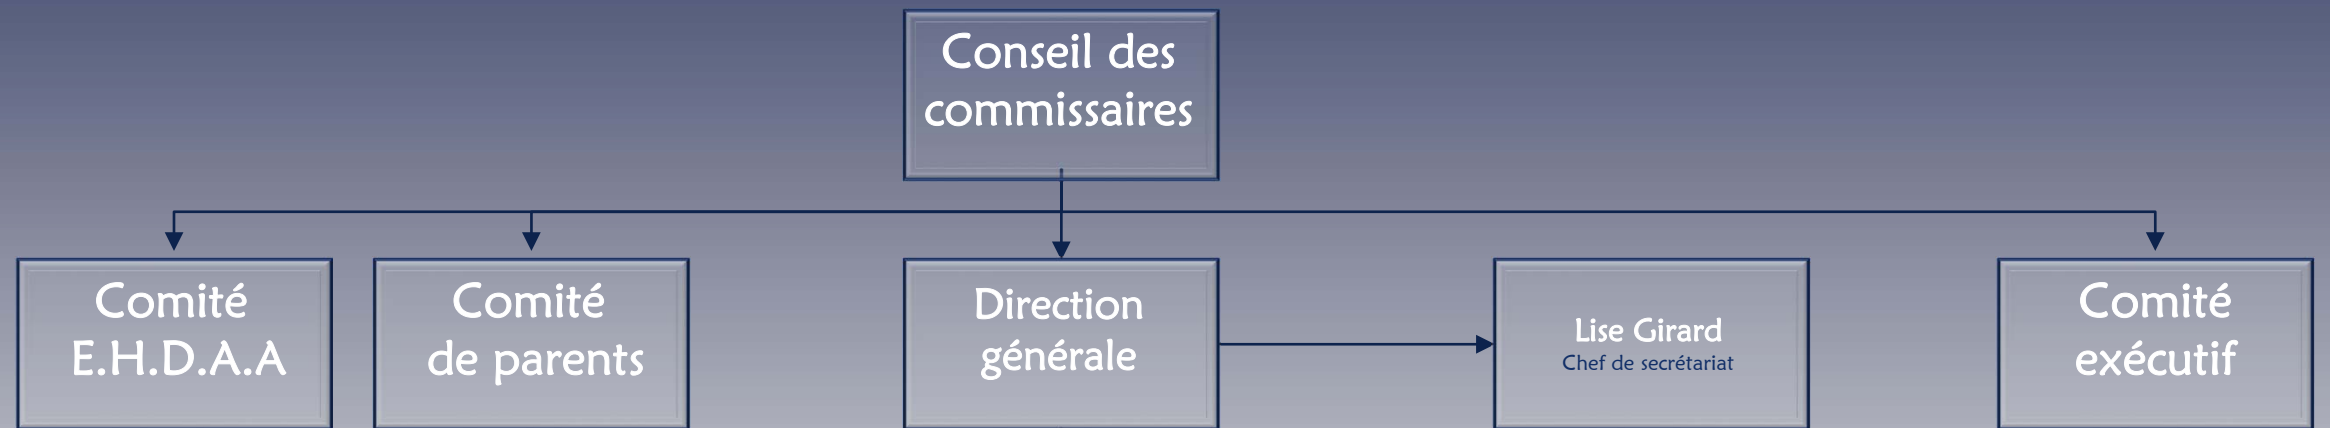 Conseil des
commissaires
Comité
E.H.D.A.A
Comité
de parents
Direction
générale
Lise Girard
Chef de secrétariat
Comité
exécutif